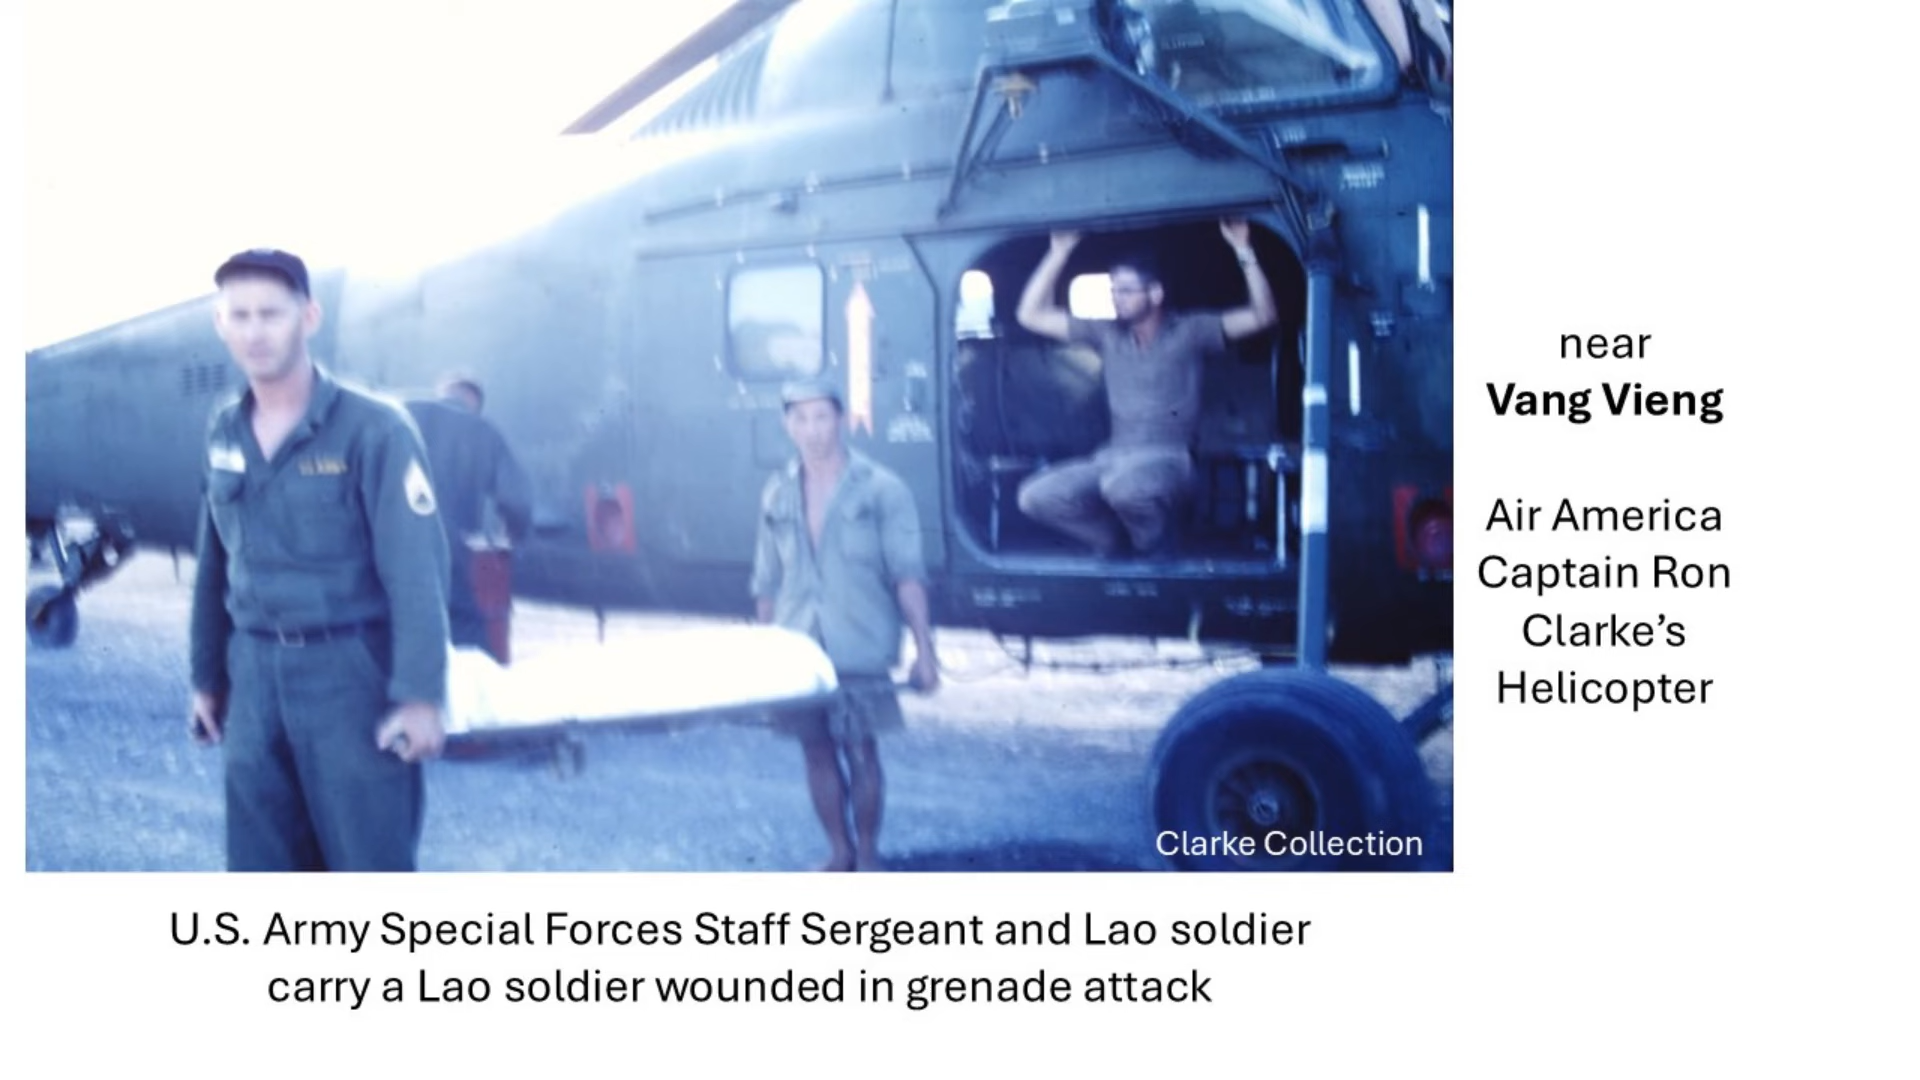 near
Vang Vieng
Air America
Captain Ron
Clarke’s
Helicopter
Clarke Collection
U.S. Army Special Forces Staff Sergeant and Lao soldier
carry a Lao soldier wounded in grenade attack